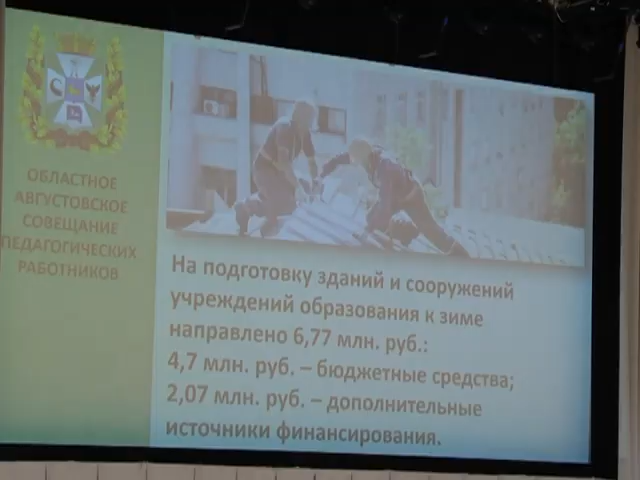 ОБЛАСТНОЕ
АВГУСТОВСКОЕ
СОВЕЩАНИЕ
ПЕДАГОГИЧЕСКИХ
РАБОТНИКОВ
На подготовку зданий и сооружений
учреждений образования к зиме
направлено 6,77 млн. руб.:
4,7 млн. руб. – бюджетные средства;
2,07 млн. руб. – дополнительные
источники финансирования.